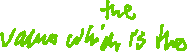 the
value which is the